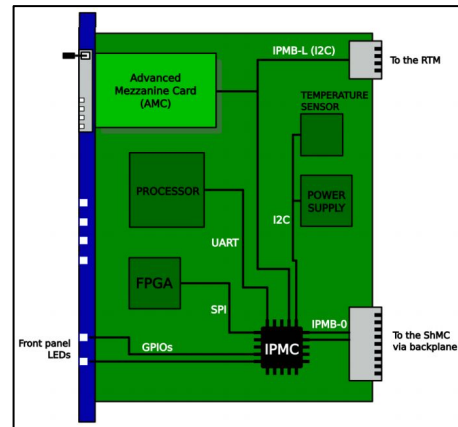 IPMB-L (I2C)
To the RTM
Advanced
Mezzanine Card
(AMC)
TEMPERATURE
SENSOR
PROCESSOR
POWER
SUPPLY
I2C
UART
FPGA
SPI
IPMB-0
Front panel
LEDs
GPIOs
IPMC
To the ShMC
via backplane